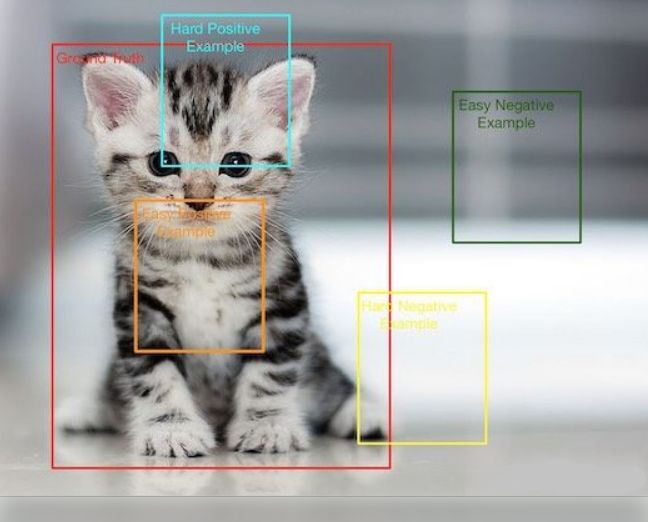 Hard Positive
Example
Ground Truth
Easy Negative
Example
Easy Positive
Example
Hard Negative
Example